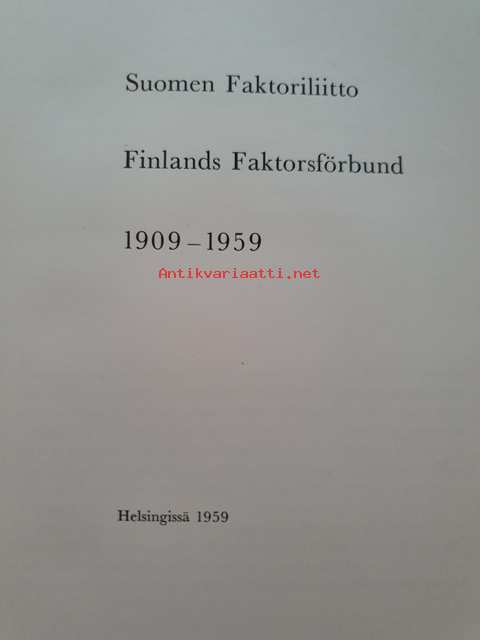 Suomen Faktoriliitto
Finlands Faktorsförbund
1909 – 1959
Antikvariaatti.net
Helsingissä 1959